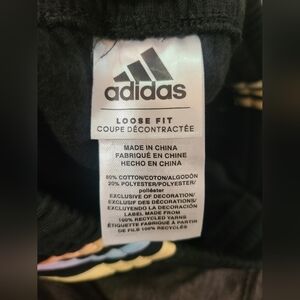 adidas
LOOSE FIT
COUPE DÉCONTRACTÉE
MADE IN CHINA
FABRIQUÉ EN CHINE
HECHO EN CHINA
80% COTTON/COTON/ALGODÓN
20% POLYESTER/POLYESTER/
poliéster
EXCLUSIVE OF DECORATION/
EXCLUSIF DES DÉCORATIONS/
EXCLUYENDO LA DECORACIÓN
LABEL MADE FROM
100% RECYCLED YARNS
ÉTIQUETTE FABRIQUÉE À PARTIR
DE FILS 100% RECYCLÉS